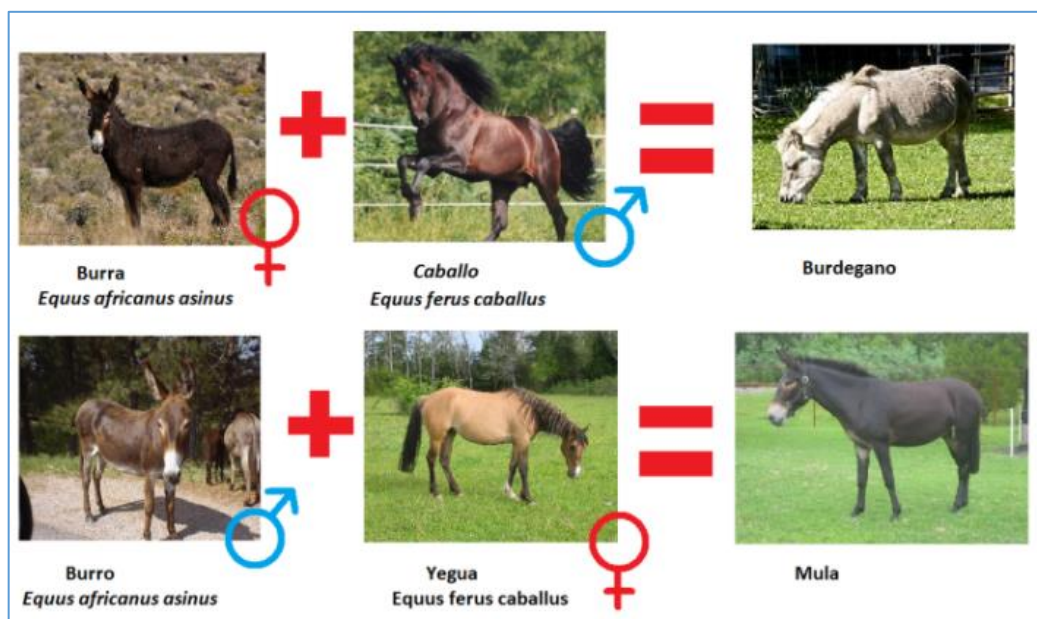 Burra
Equus africanus asinus
Caballo
Equus ferus caballus
Burdegano
Burro
Equus africanus asinus
Yegua
Equus ferus caballus
Mula